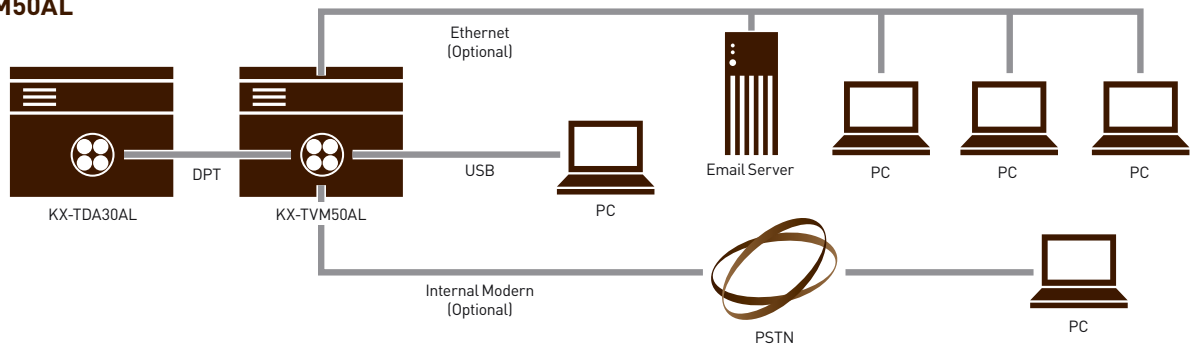 M50AL
Ethernet
(Optional)
DPT
USB
Email Server
PC
PC
PC
KX-TDA30AL
KX-TVM50AL
PC
Internal Modern
(Optional)
PSTN
PC